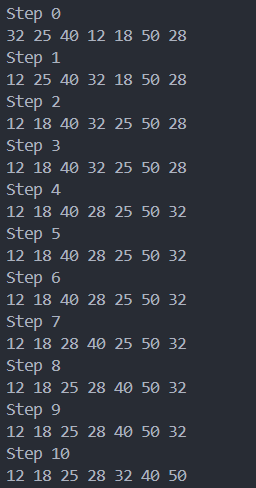 Step 0
32 25 40 12 18 50 28
Step 1
12 25 40 32 18 50 28
Step 2
12 18 40 32 25 50 28
Step 3
12 18 40 32 25 50 28
Step 4
12 18 40 28 25 50 32
Step 5
12 18 40 28 25 50 32
Step 6
12 18 40 28 25 50 32
Step 7
12 18 28 40 25 50 32
Step 8
12 18 25 28 40 50 32
Step 9
12 18 25 28 40 50 32
Step 10
12 18 25 28 32 40 50